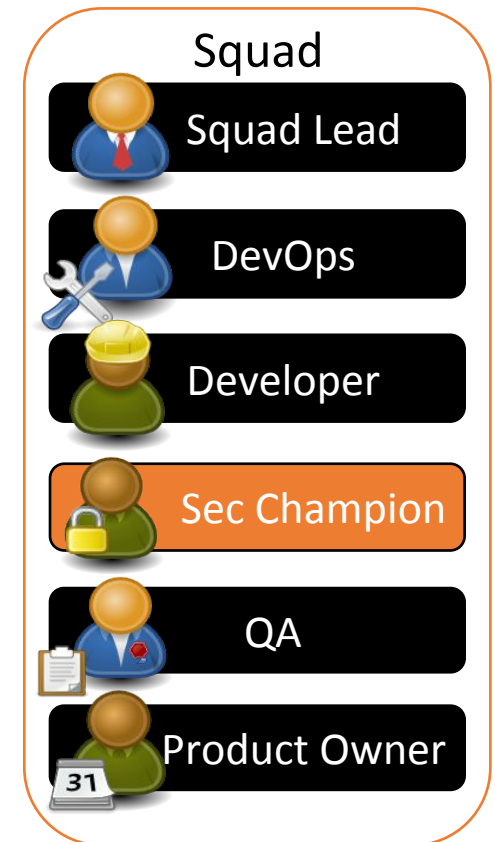 Squad
Squad Lead
DevOps
Developer
Sec Champion
QA
Product Owner
31